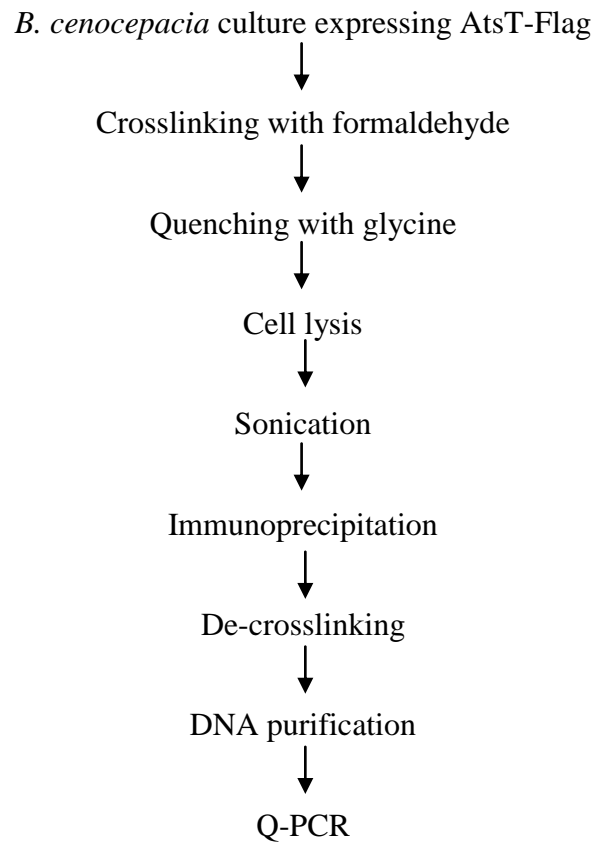 B. cenocepacia culture expressing AtsT-Flag
Crosslinking with formaldehyde
Quenching with glycine
Cell lysis
Sonication
Immunoprecipitation
De-crosslinking
DNA purification
Q-PCR